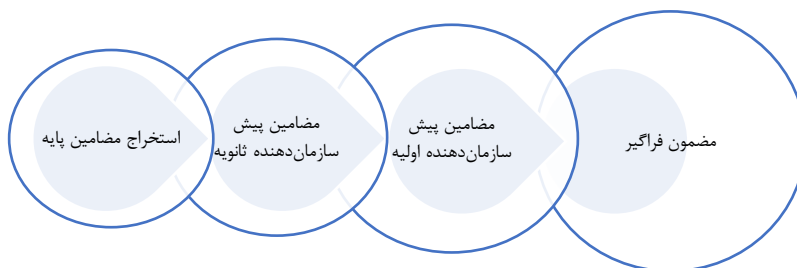 استخراج مضامین پایه
مضامین پیش
سازمان‌دهنده ثانویه
مضامین پیش
سازمان‌دهنده اولیه
مضمون فراگیر